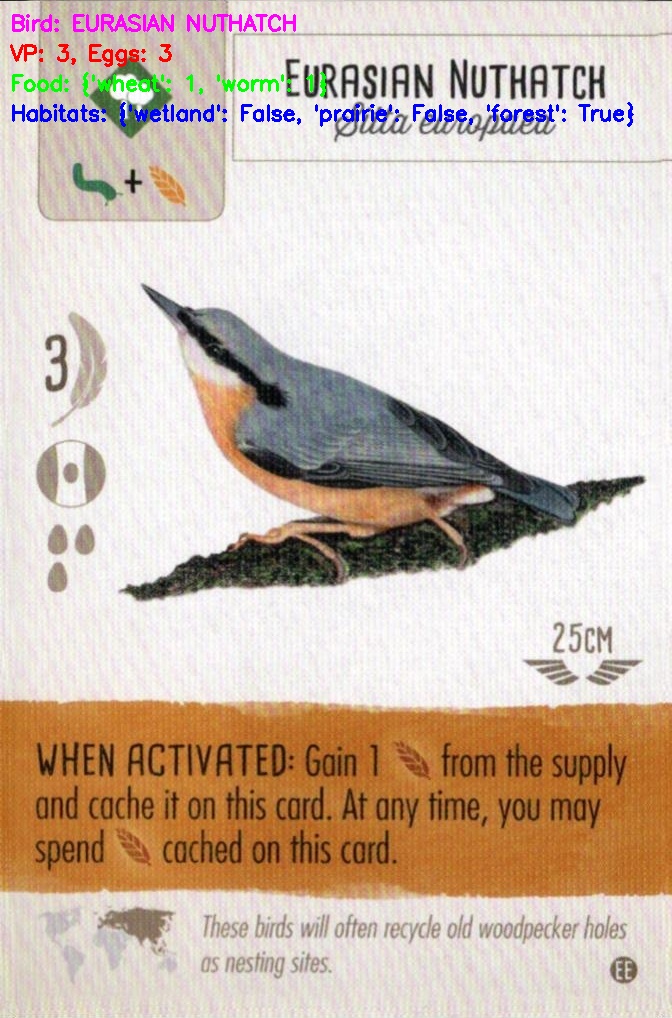 Bird: EURASIAN NUTHATCH
VP: 3, Eggs: 3
Food: {'wheat': 1, 'worm': 1}
EURASIAN NUTHATCH
Habitats: {'wetland': False, 'prairie': False, 'forest': True}
Sitta europaea
+
3
25CM
WHEN ACTIVATED: Gain 1 from the supply
and cache it on this card. At any time, you may
spend cached on this card.
These birds will often recycle old woodpecker holes
as nesting sites.
EE